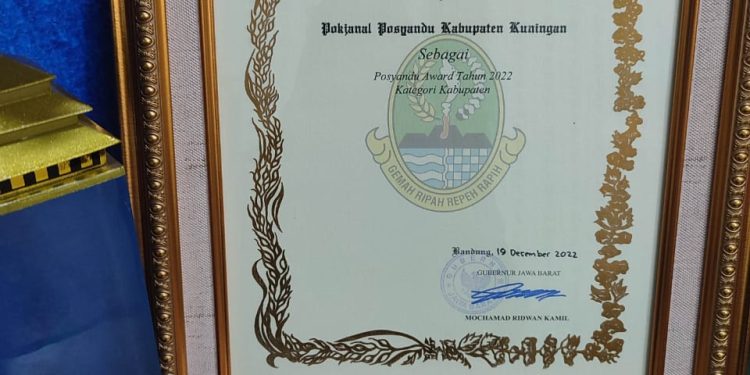 Pokjanal Posyandu Kabupaten Kuningan
Sebagai
Posyandu Award Tahun 2022
Kategori Kabupaten
GEMAH RIPAH REPEH RAPIH
Bandung, 19 Desember 2022
GUBERNUR JAWA BARAT
MOCHAMAD RIDWAN KAMIL